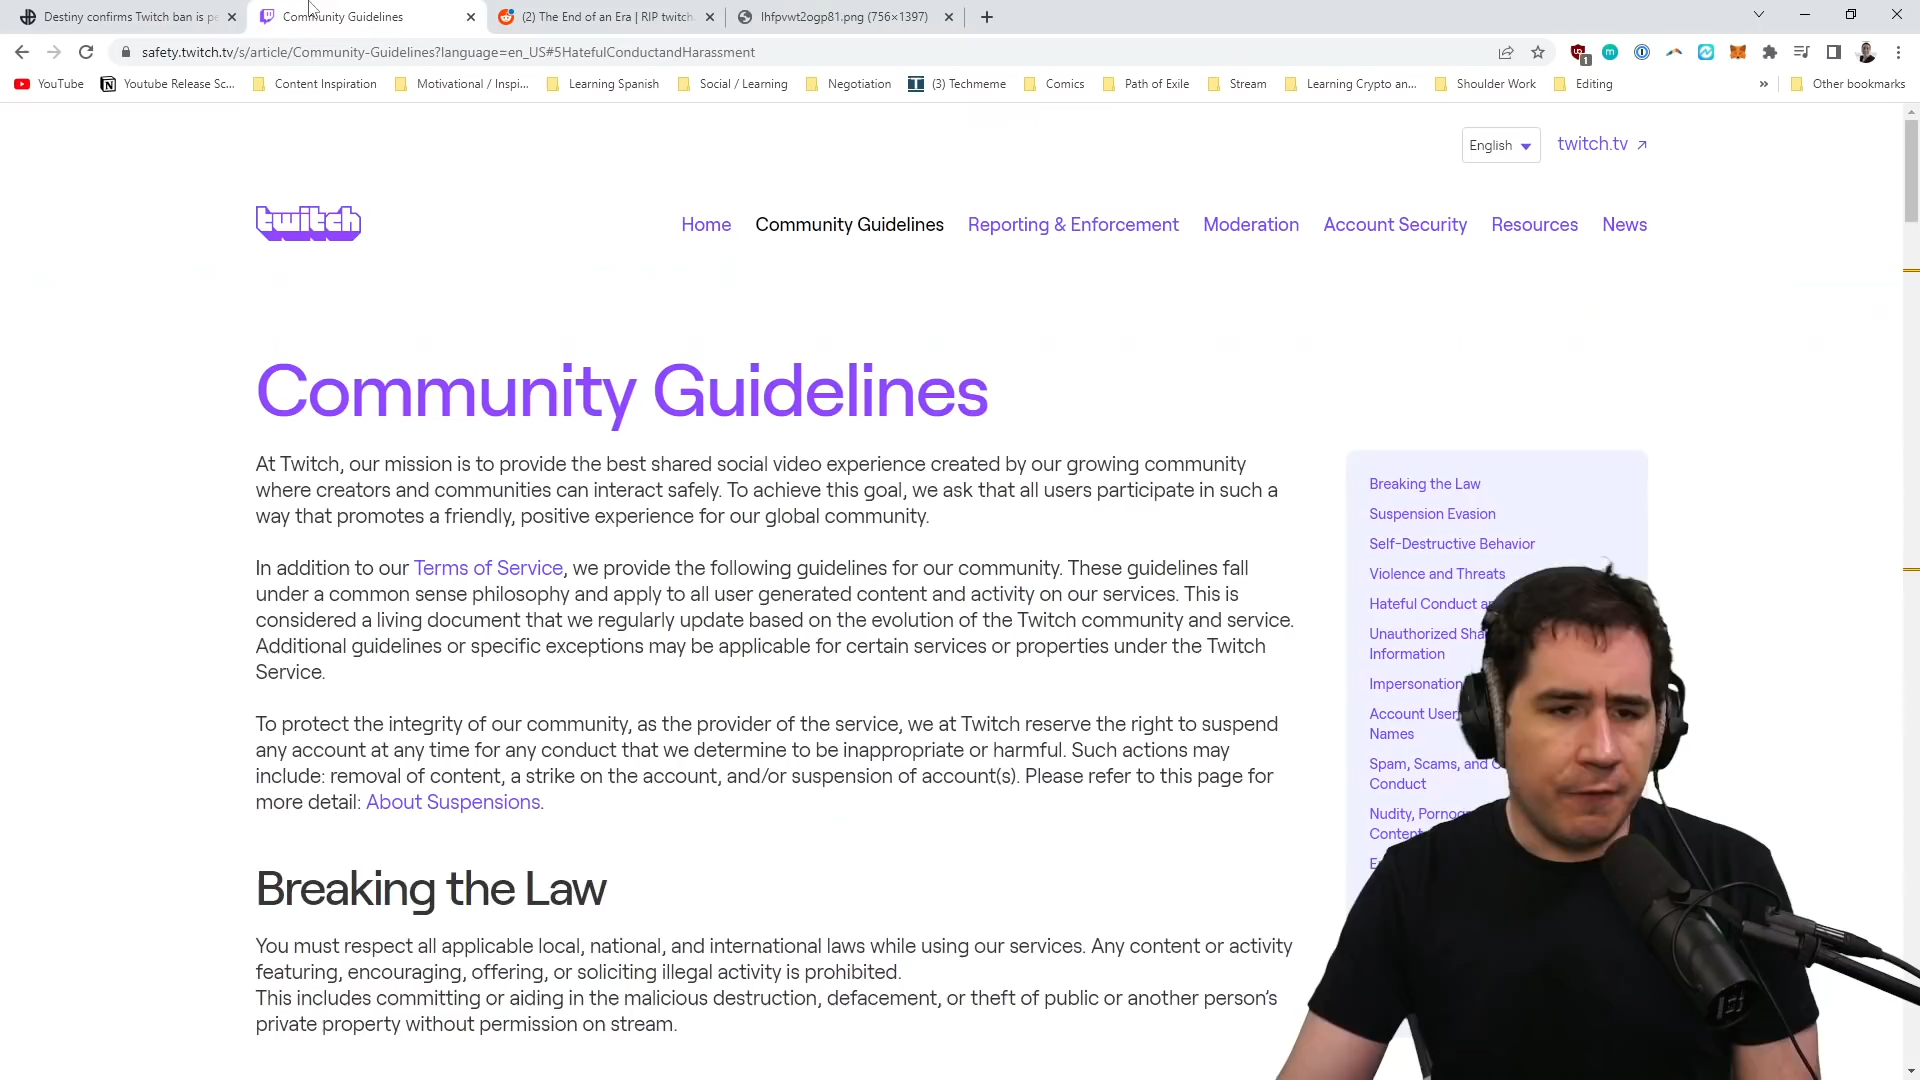 Destiny confirms Twitch ban is pe
Community Guidelines
(2) The End of an Era | RIP twitch.
lhfpvwt2ogp81.png (756×1397)
safety.twitch.tv/s/article/Community-Guidelines?language=en_US#5HatefulConductandHarassment
YouTube
Youtube Release Sc...
Content Inspiration
Motivational / Inspi...
Learning Spanish
Social / Learning
Negotiation
(3) Techmeme
Comics
Path of Exile
Stream
Learning Crypto an...
Shoulder Work
Editing
»
Other bookmarks
English
twitch.tv
twitch
Home
Community Guidelines
Reporting & Enforcement
Moderation
Account Security
Resources
News
Community Guidelines
At Twitch, our mission is to provide the best shared social video experience created by our growing community
where creators and communities can interact safely. To achieve this goal, we ask that all users participate in such a
way that promotes a friendly, positive experience for our global community.
In addition to our Terms of Service, we provide the following guidelines for our community. These guidelines fall
under a common sense philosophy and apply to all user generated content and activity on our services. This is
considered a living document that we regularly update based on the evolution of the Twitch community and service.
Additional guidelines or specific exceptions may be applicable for certain services or properties under the Twitch
Service.
To protect the integrity of our community, as the provider of the service, we at Twitch reserve the right to suspend
any account at any time for any conduct that we determine to be inappropriate or harmful. Such actions may
include: removal of content, a strike on the account, and/or suspension of account(s). Please refer to this page for
more detail: About Suspensions.
Breaking the Law
You must respect all applicable local, national, and international laws while using our services. Any content or activity
featuring, encouraging, offering, or soliciting illegal activity is prohibited.
This includes committing or aiding in the malicious destruction, defacement, or theft of public or another person's
private property without permission on stream.
Breaking the Law
Suspension Evasion
Self-Destructive Behavior
Violence and Threats
Hateful Conduct
Unauthorized
Information
Impersonation
Account
Names
Spam, Scams, and
Conduct
Nudity,